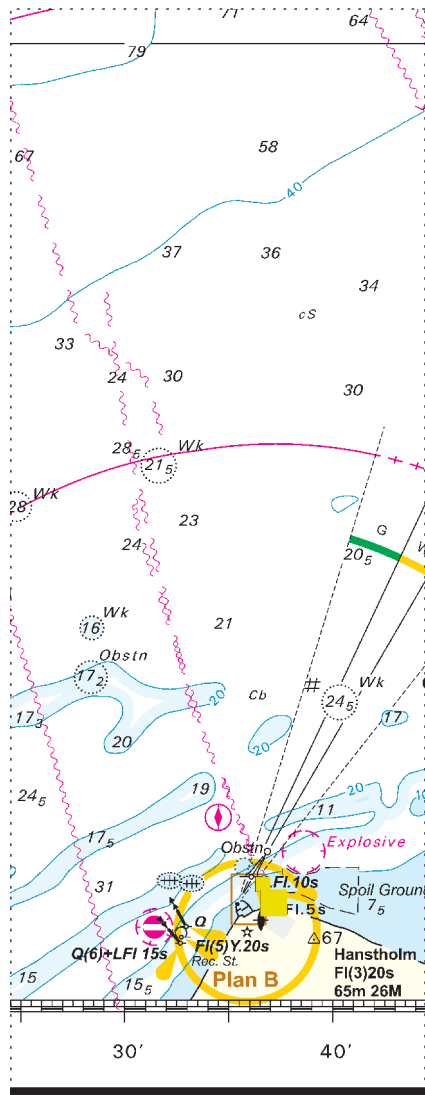 71
64
79
67
58
40
37
36
34
cS
33
24
30
30
28₅
Wk
21₅
28
Wk
23
24
G
20₅
W
Wk
16
21
Obstn
17₂
20
Cb
Wk
24₅
17₃
20
20
17
24₅
19
20
10
11
17₅
Obstn
Explosive
Fl.10s
31
Spoil Ground
7₅
Fl.5s
Q
Fl(5)Y.20s
67
Q(6)+LFl 15s
Rec. St.
Hansthholm
Fl(3)20s
65m 26M
Plan B
15
15₅
30'
40'